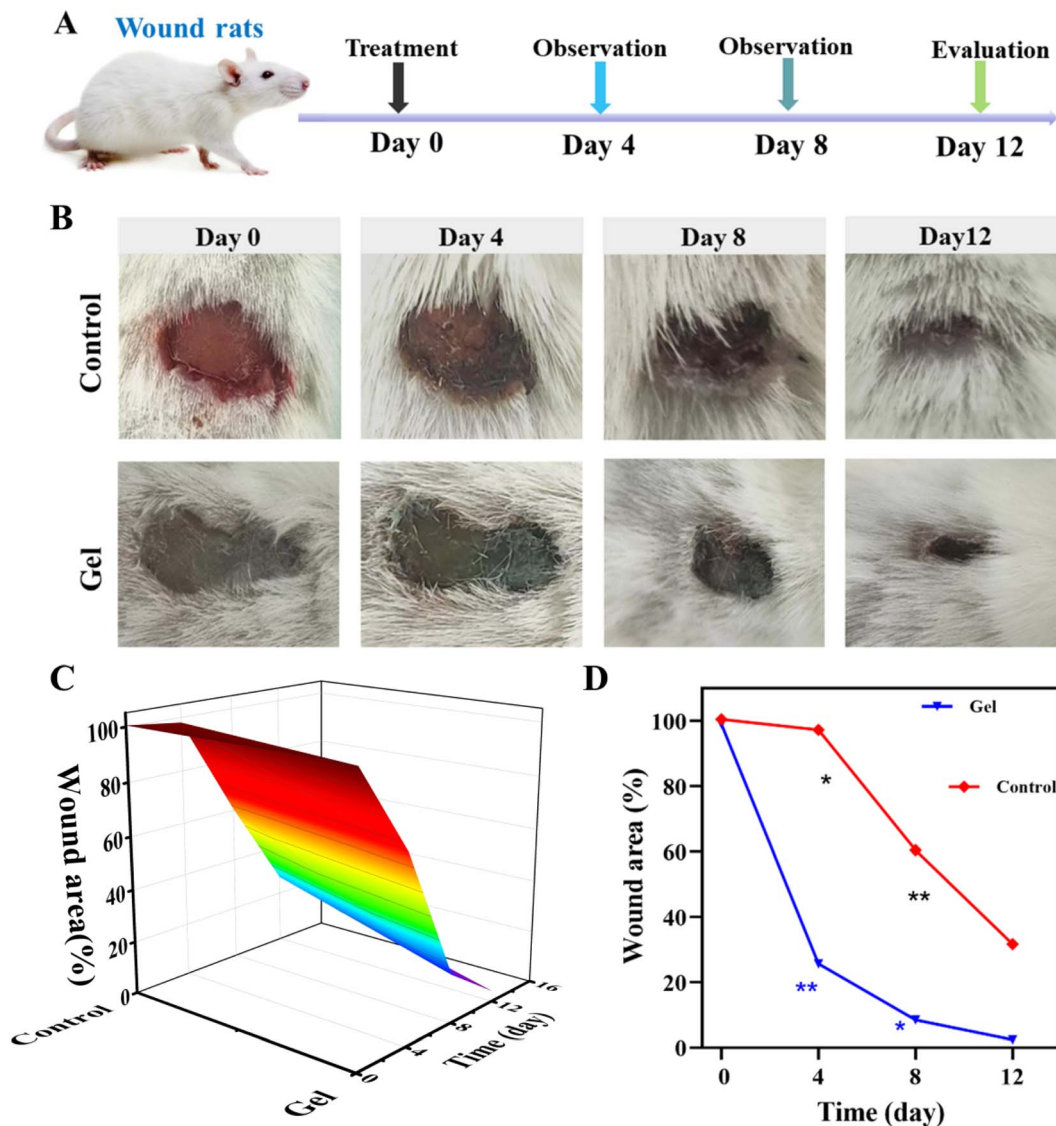 A
Wound rats
Treatment
Observation
Observation
Evaluation
Day 0
Day 4
Day 8
Day 12
B
Day 0
Day 4
Day 8
Day12
Control
Gel
C
100
80
60
40
20
0
Wound area(%)
Control
Gel
0
4
8
12
16
Time (day)
D
Gel
Control
100
80
60
40
20
0
*
**
**
*
0
4
8
12
Wound area (%)
Time (day)